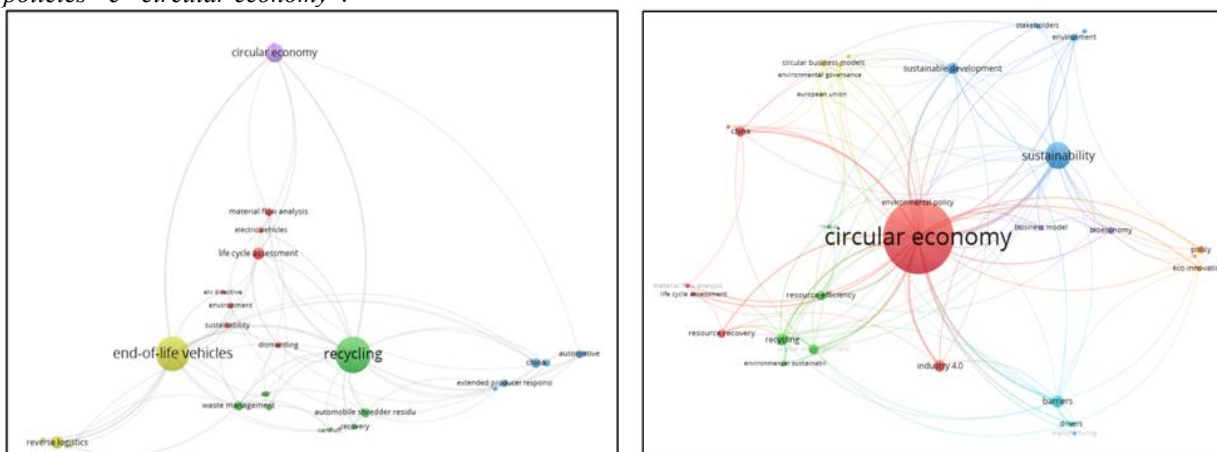 policies" e "circular economy".
circular economy
material flow analysis
electric vehicles
life cycle assessment
elv directive
environment
sustainability
dismantling
end-of-life vehicles
recycling
china
automotive
extended producer responsi
waste management
automobile shredder residu
recovery
reverse logistics
stakeholders
environment
circular business models
environmental governance
european union
sustainable development
china
sustainability
environmental policy
circular economy
business model
bioeconomy
policy
eco-innovatio
material flow analysis
life cycle assessment
resource efficiency
resource recovery
recycling
environmental sustainabil
industry 4.0
barriers
drivers
manufacturing